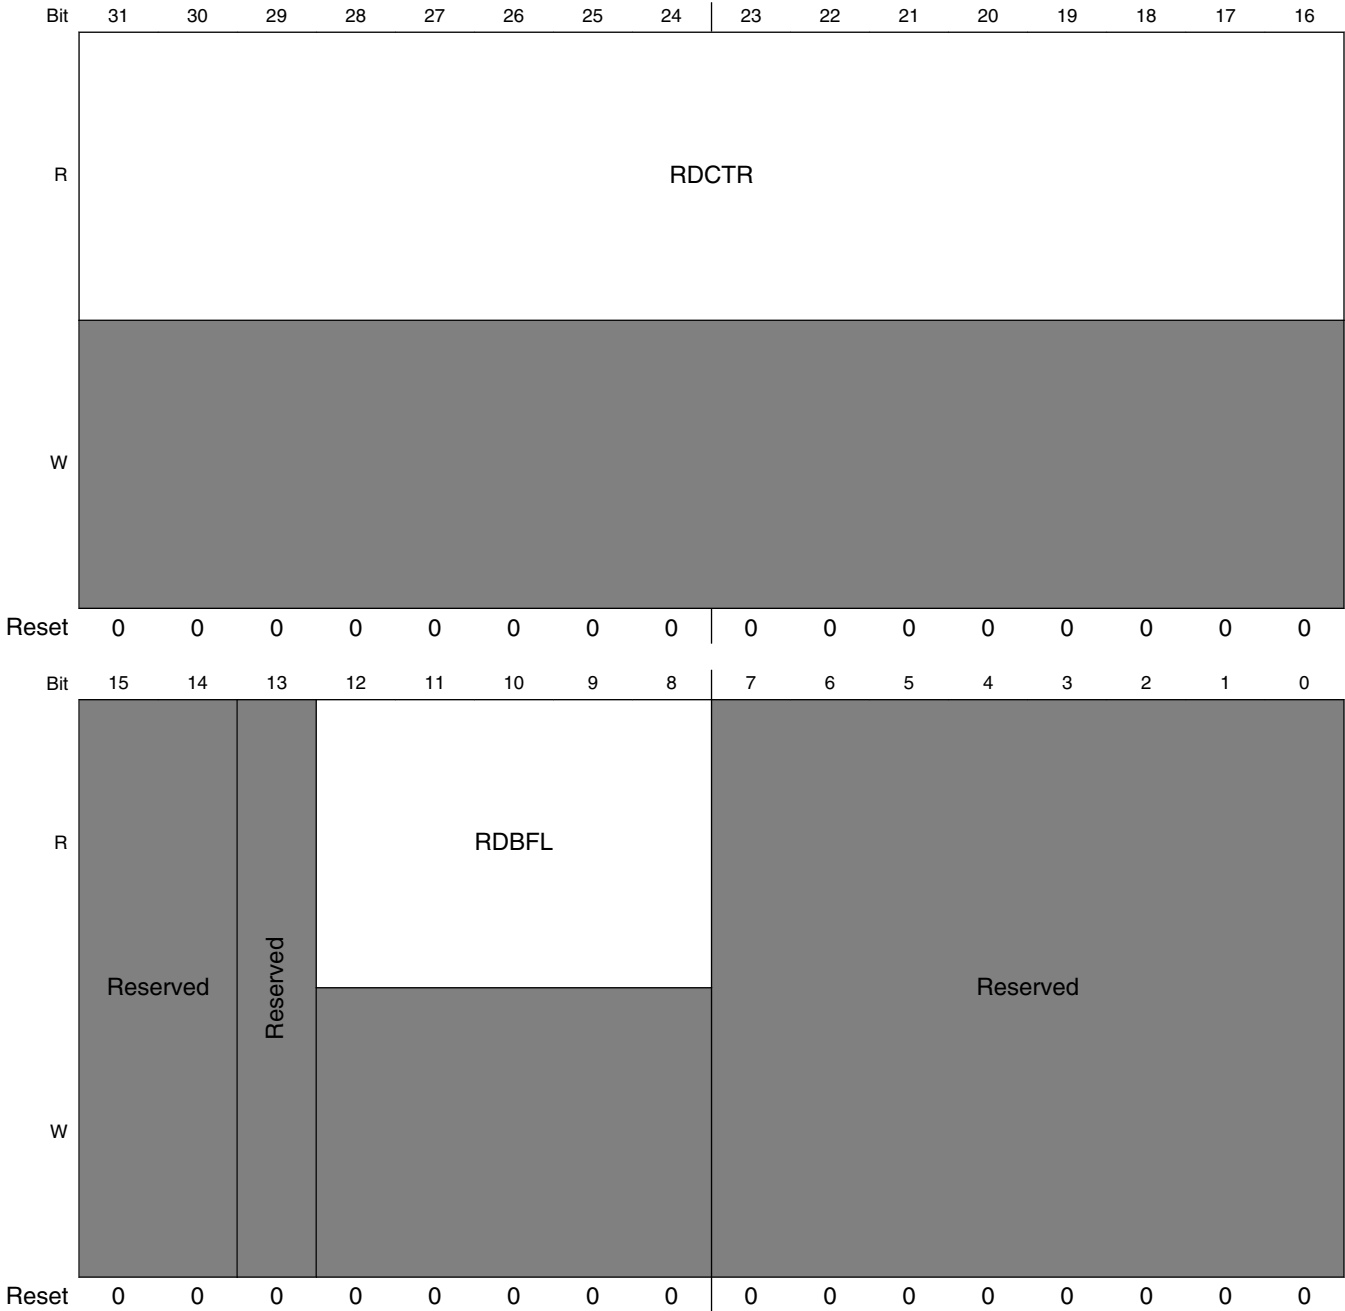 Bit 31 30 29 28 27 26 25 24 23 22 21 20 19 18 17 16
R RDCTR
W
Reset 0 0 0 0 0 0 0 0 0 0 0 0 0 0 0 0
Bit 15 14 13 12 11 10 9 8 7 6 5 4 3 2 1 0
R RDBFL
Reserved Reserved Reserved
W
Reset 0 0 0 0 0 0 0 0 0 0 0 0 0 0 0 0